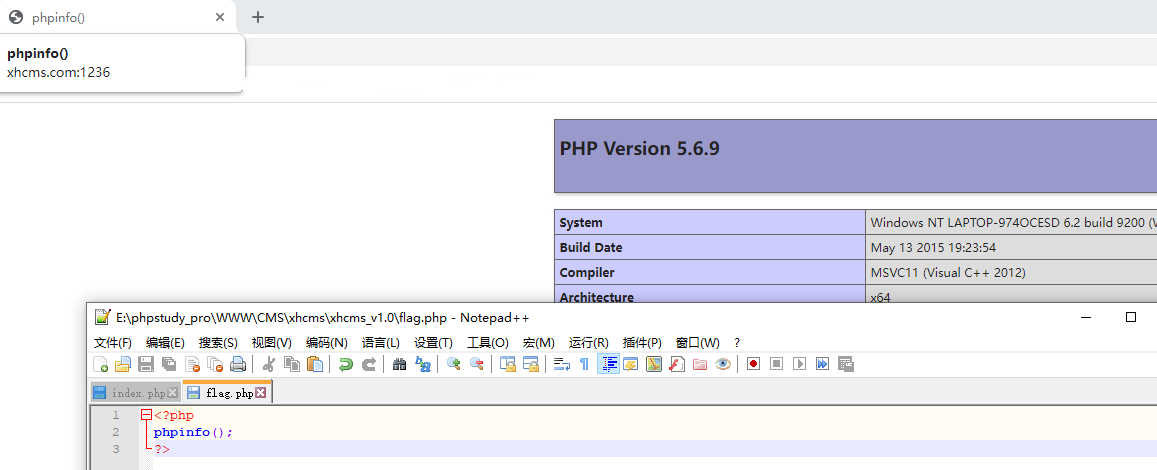 phpinfo()
phpinfo()
xhcms.com:1236
PHP Version 5.6.9
System Windows NT LAPTOP-974OCESD 6.2 build 9200 (
Build Date May 13 2015 19:23:54
Compiler MSVC11 (Visual C++ 2012)
Architecture x64
E:\phpstudy_pro\WWW\CMS\xhcms\xhcms_v1.0\flag.php - Notepad++
文件(F) 编辑(E) 搜索(S) 视图(V) 编码(N) 语言(L) 设置(T) 工具(O) 宏(M) 运行(R) 插件(P) 窗口(W) ?
index.php flag.php
1 <?php
2 phpinfo();
3 ?>